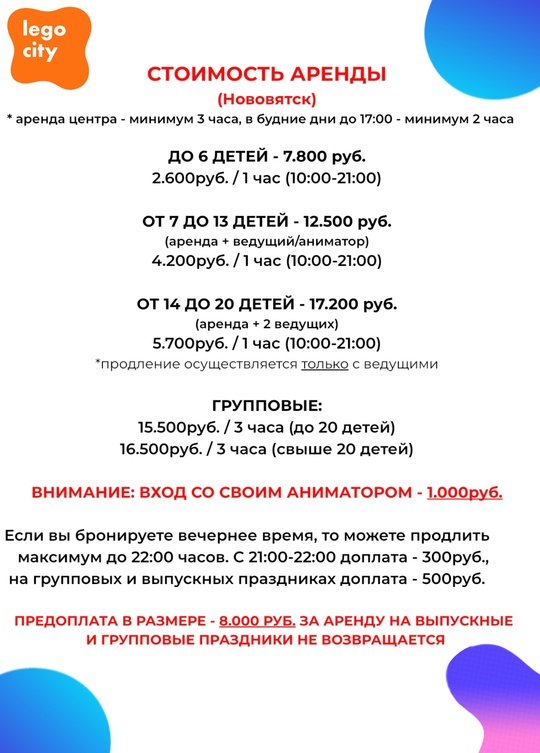 lego
city
СТОИМОСТЬ АРЕНДЫ
(Нововятск)
* аренда центра - минимум 3 часа, в будние дни до 17:00 - минимум 2 часа
ДО 6 ДЕТЕЙ - 7.800 руб.
2.600руб. / 1 час (10:00-21:00)
ОТ 7 ДО 13 ДЕТЕЙ - 12.500 руб.
(аренда + ведущий/аниматор)
4.200руб. / 1 час (10:00-21:00)
ОТ 14 ДО 20 ДЕТЕЙ - 17.200 руб.
(аренда + 2 ведущих)
5.700руб. / 1 час (10:00-21:00)
*продление осуществляется только с ведущими
ГРУППОВЫЕ:
15.500руб. / 3 часа (до 20 детей)
16.500руб. / 3 часа (свыше 20 детей)
ВНИМАНИЕ: ВХОД СО СВОИМ АНИМАТОРОМ - 1.000руб.
Если вы бронируете вечернее время, то можете продлить
максимум до 22:00 часов. С 21:00-22:00 доплата - 300руб.,
на групповых и выпускных праздниках доплата - 500руб.
ПРЕДОПЛАТА В РАЗМЕРЕ - 8.000 РУБ. ЗА АРЕНДУ НА ВЫПУСКНЫЕ
И ГРУППОВЫЕ ПРАЗДНИКИ НЕ ВОЗВРАЩАЕТСЯ